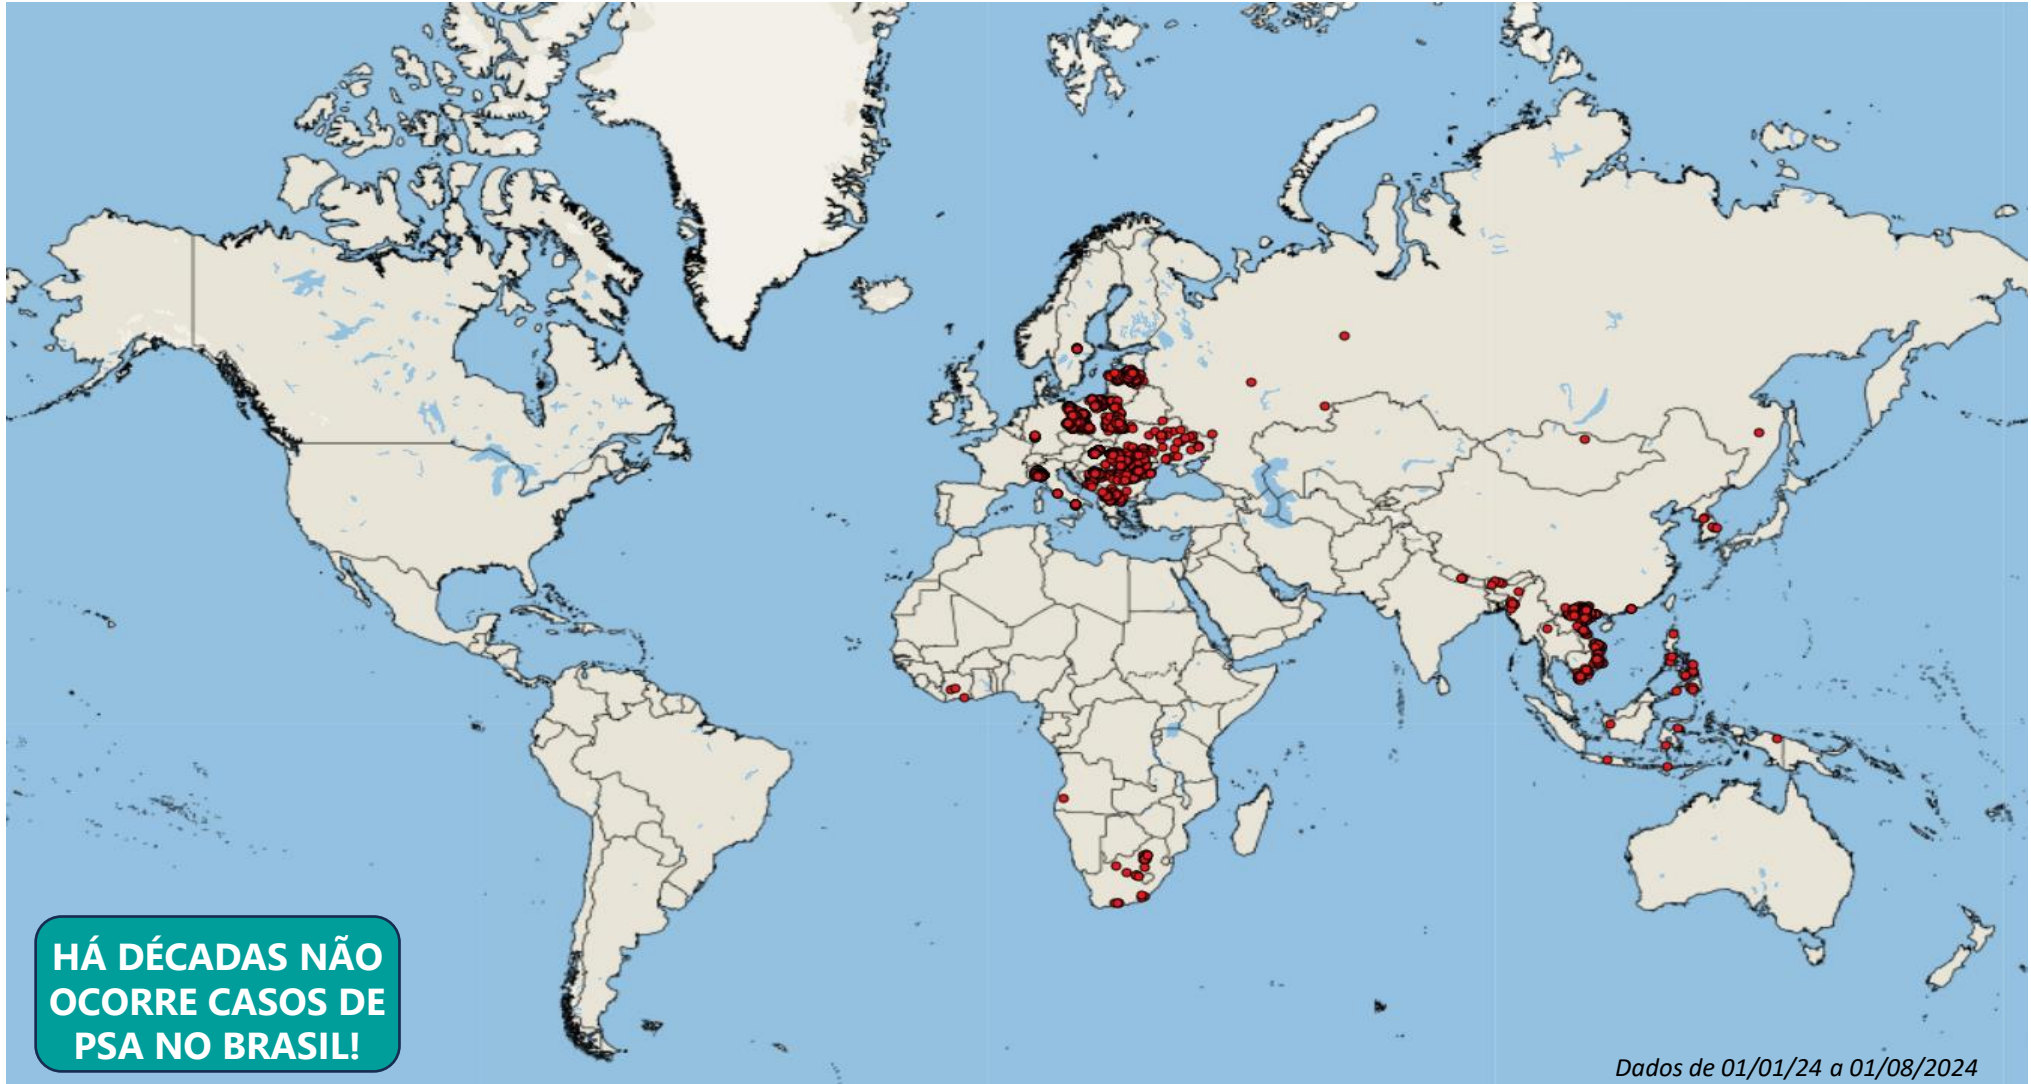 HÁ DÉCADAS NÃO
OCORRE CASOS DE
PSA NO BRASIL!
Dados de 01/01/24 a 01/08/2024